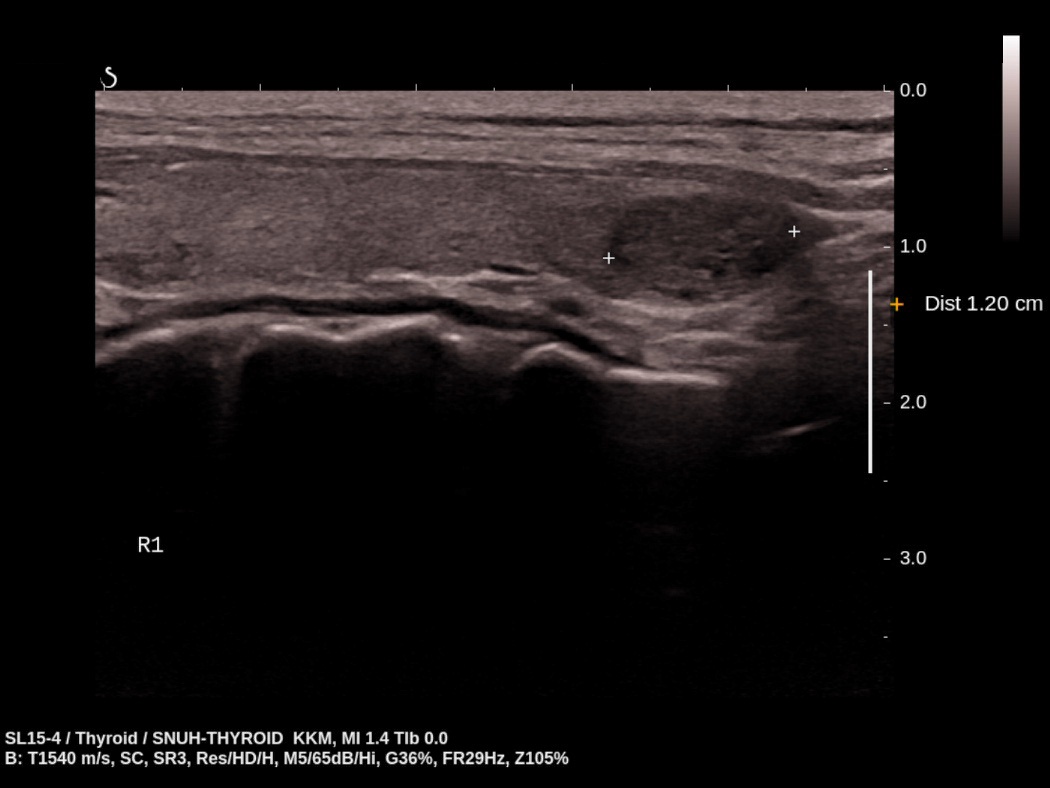 0.0
1.0
Dist 1.20 cm
2.0
R1
3.0
SL15-4 / Thyroid / SNUH-THYROID KKM, MI 1.4 TIb 0.0
B: T1540 m/s, SC, SR3, Res/HD/H, M5/65dB/Hi, G36%, FR29Hz, Z105%